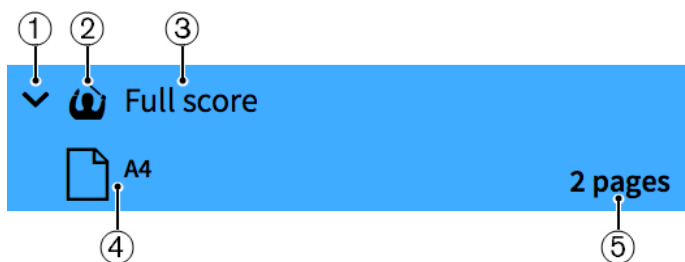 ① ② ③
Full score
A4
2 pages
④ ⑤